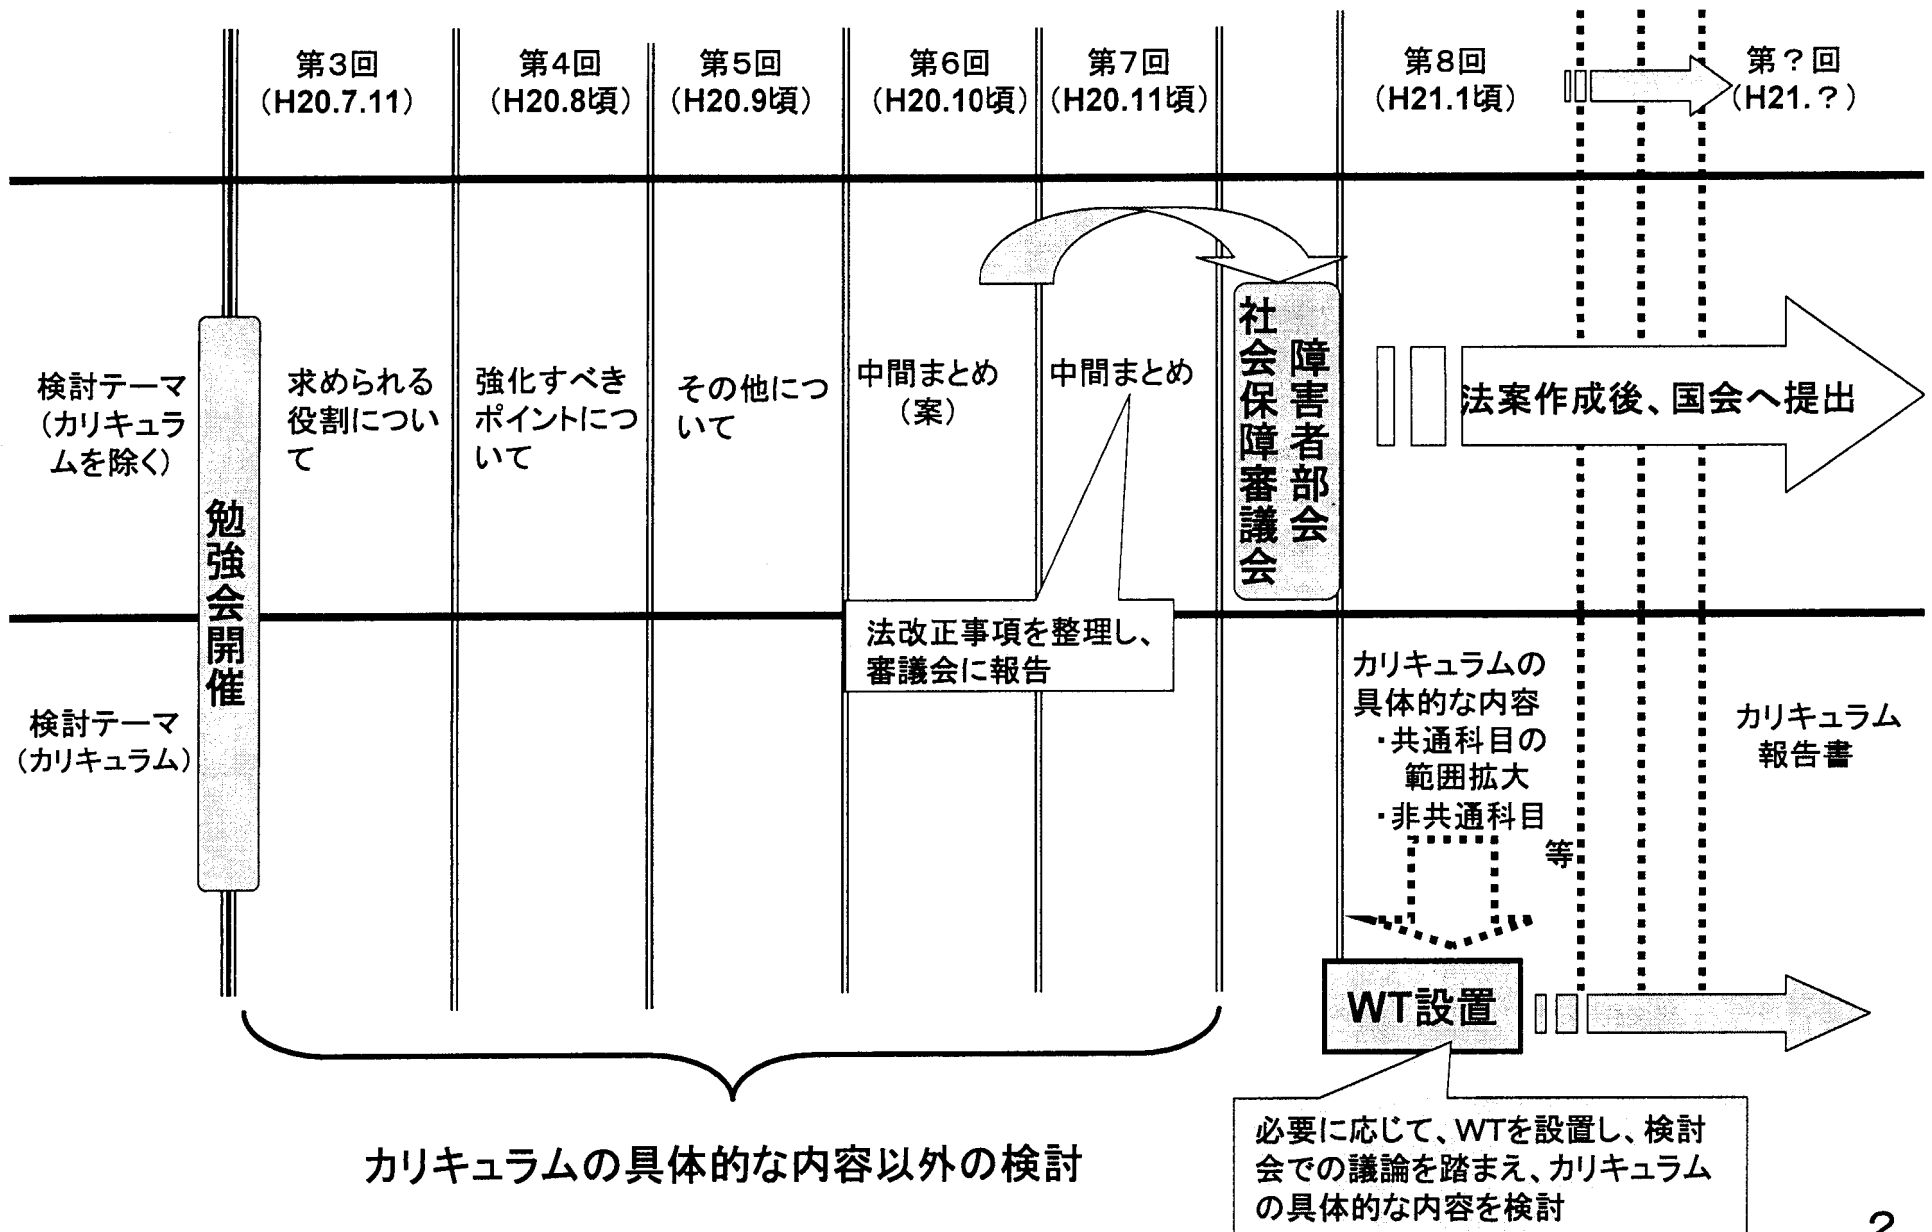 第3回
(H20.7.11)
第4回
(H20.8頃)
第5回
(H20.9頃)
第6回
(H20.10頃)
第7回
(H20.11頃)
第8回
(H21.1頃)
第?回
(H21.?)
検討テーマ
(カリキュラ
ムを除く)
勉強会開催
求められる
役割につい
て
強化すべき
ポイントにつ
いて
その他につ
いて
中間まとめ
(案)
中間まとめ
社会保障審議会
障害者部会
法案作成後、国会へ提出
法改正事項を整理し、
審議会に報告
検討テーマ
(カリキュラム)
カリキュラムの
具体的な内容
・共通科目の
範囲拡大
・非共通科目
等
カリキュラム
報告書
WT設置
必要に応じて、WTを設置し、検討
会での議論を踏まえ、カリキュラム
の具体的な内容を検討
カリキュラムの具体的な内容以外の検討
2